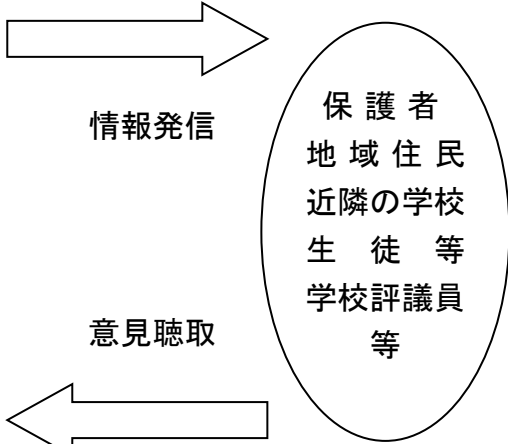 情報発信
保護者
地域住民
近隣の学校
生徒等
学校評議員
等
意見聴取